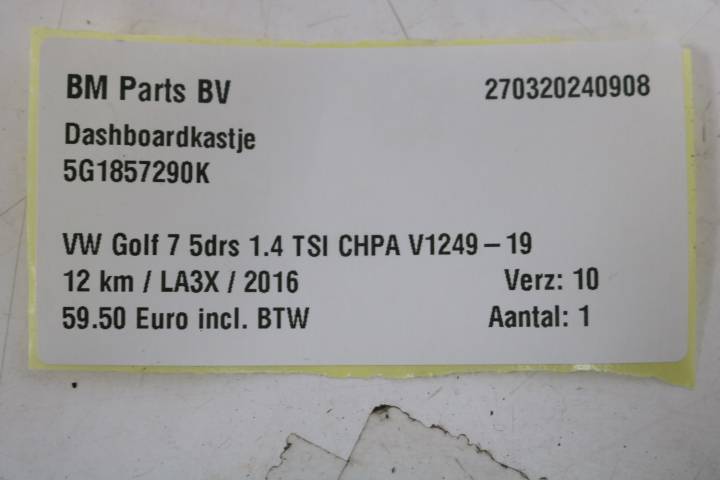 BM Parts BV 270320240908
Dashboardkastje
5G1857290K
VW Golf 7 5drs 1.4 TSI CHPA V1249 – 19
12 km / LA3X / 2016 Verz: 10
59.50 Euro incl. BTW Aantal: 1